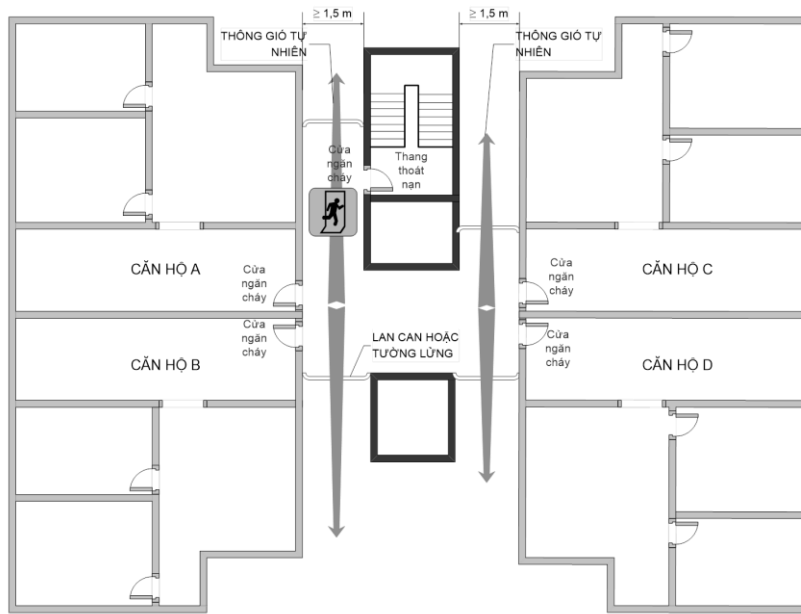 ≥ 1,5 m
≥ 1,5 m
THÔNG GIÓ TỰ
NHIÊN
THÔNG GIÓ TỰ
NHIÊN
Cửa
ngăn
cháy
Thang
thoát
nạn
CĂN HỘ A
Cửa
ngăn
cháy
Cửa
ngăn
cháy
CĂN HỘ C
Cửa
ngăn
cháy
LAN CAN HOẶC
TƯỜNG LỬNG
Cửa
ngăn
cháy
CĂN HỘ B
CĂN HỘ D